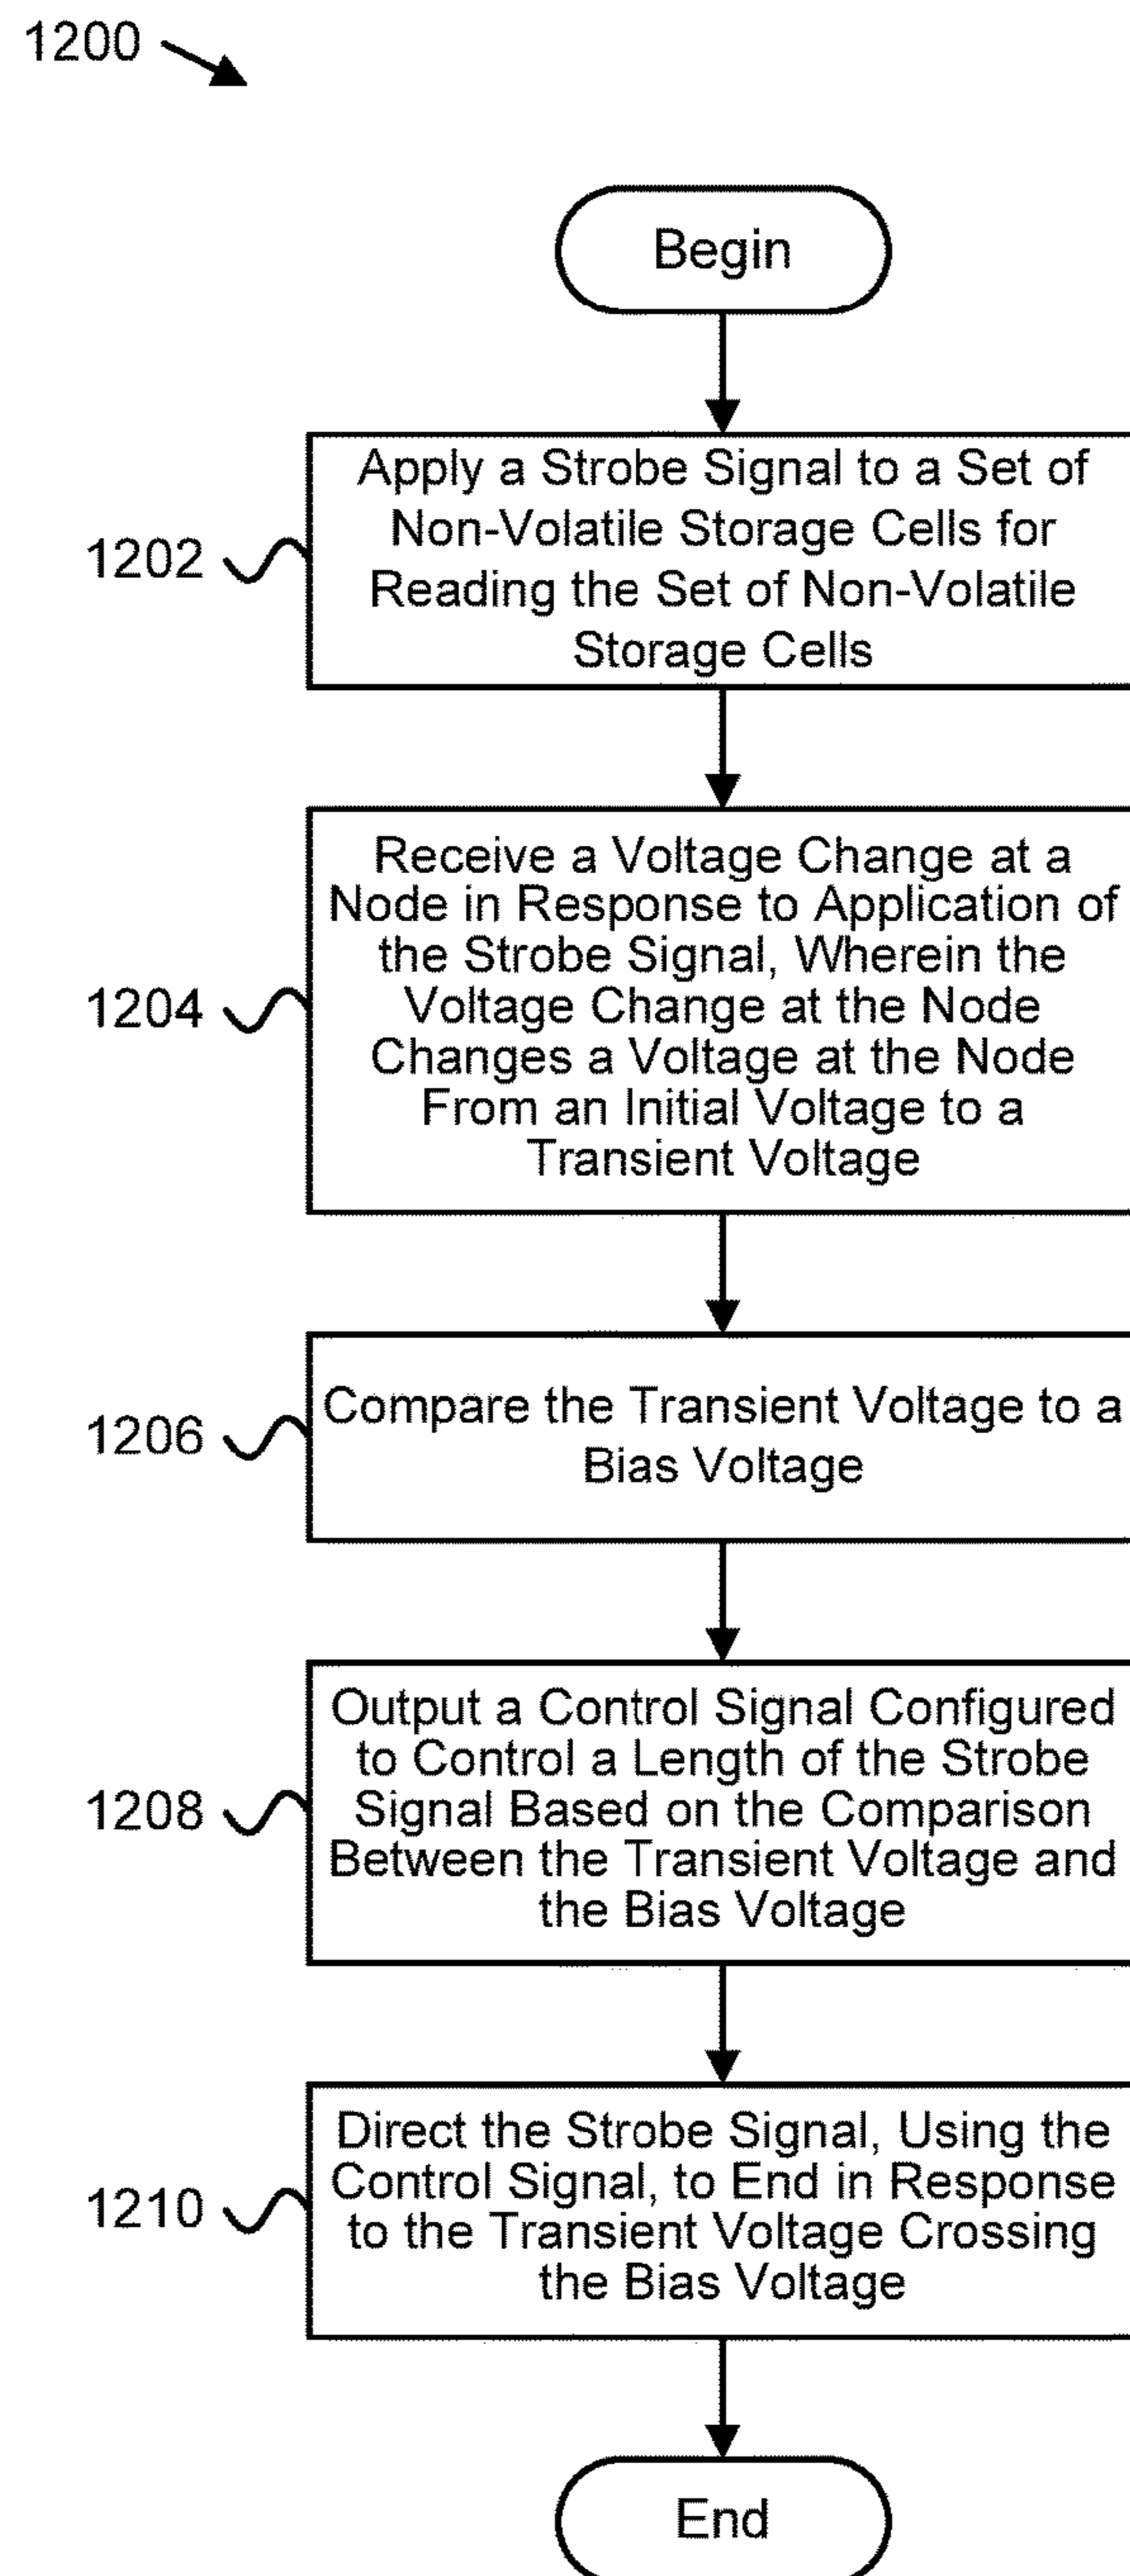 1200
Begin
1202
Apply a Strobe Signal to a Set of
Non-Volatile Storage Cells for
Reading the Set of Non-Volatile
Storage Cells
1204
Receive a Voltage Change at a
Node in Response to Application of
the Strobe Signal, Wherein the
Voltage Change at the Node
Changes a Voltage at the Node
From an Initial Voltage to a
Transient Voltage
1206
Compare the Transient Voltage to a
Bias Voltage
1208
Output a Control Signal Configured
to Control a Length of the Strobe
Signal Based on the Comparison
Between the Transient Voltage and
the Bias Voltage
1210
Direct the Strobe Signal, Using the
Control Signal, to End in Response
to the Transient Voltage Crossing
the Bias Voltage
End